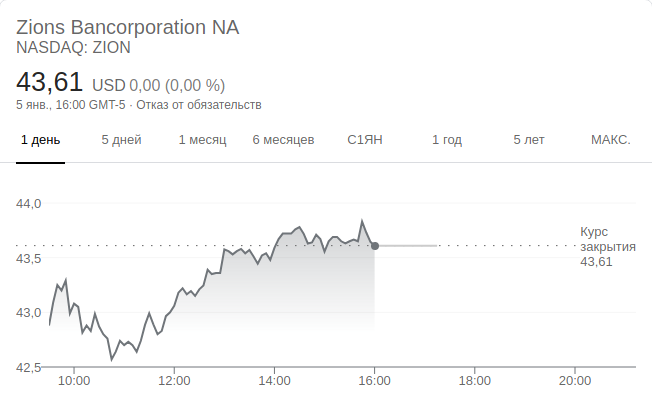 Zions Bancorporation NA
NASDAQ: ZION
43,61 USD 0,00 (0,00 %)
5 янв., 16:00 GMT-5 · Отказ от обязательств
1 день 5 дней 1 месяц 6 месяцев С1ЯН 1 год 5 лет МАКС.
44,0
Курс
закрытия
43,61
43,5
43,0
42,5
10:00 12:00 14:00 16:00 18:00 20:00